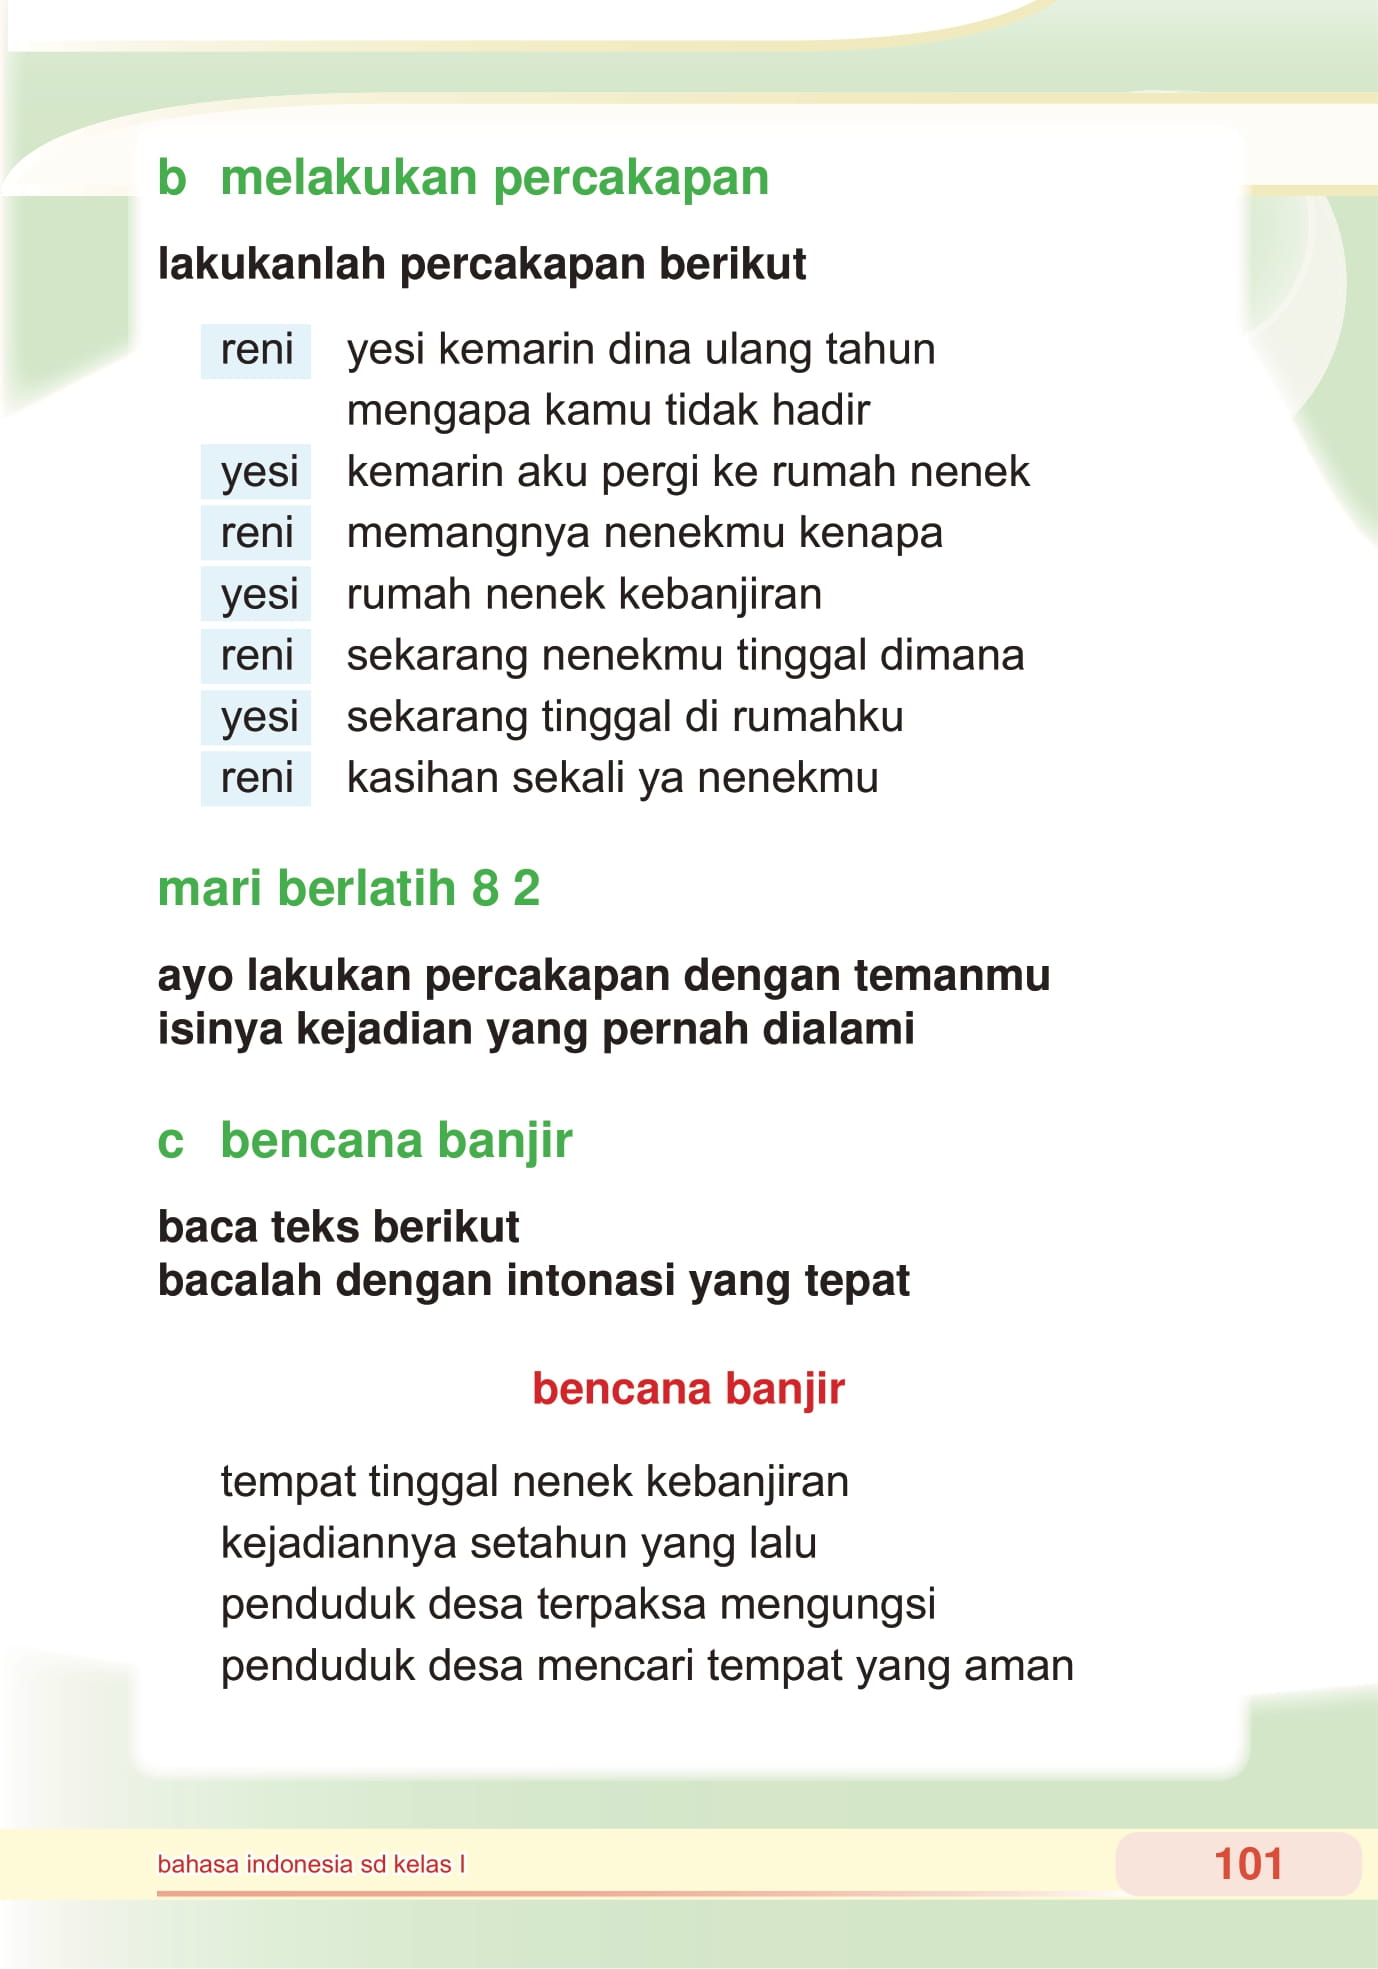 b melakukan percakapan
lakukanlah percakapan berikut
reni yesi kemarin dina ulang tahun
mengapa kamu tidak hadir
yesi kemarin aku pergi ke rumah nenek
reni memangnya nenekmu kenapa
yesi rumah nenek kebanjiran
reni sekarang nenekmu tinggal dimana
yesi sekarang tinggal di rumahku
reni kasihan sekali ya nenekmu
mari berlatih 8 2
ayo lakukan percakapan dengan temanmu
isinya kejadian yang pernah dialami
c bencana banjir
baca teks berikut
bacalah dengan intonasi yang tepat
bencana banjir
tempat tinggal nenek kebanjiran
kejadiannya setahun yang lalu
penduduk desa terpaksa mengungsi
penduduk desa mencari tempat yang aman
bahasa indonesia sd kelas I
101